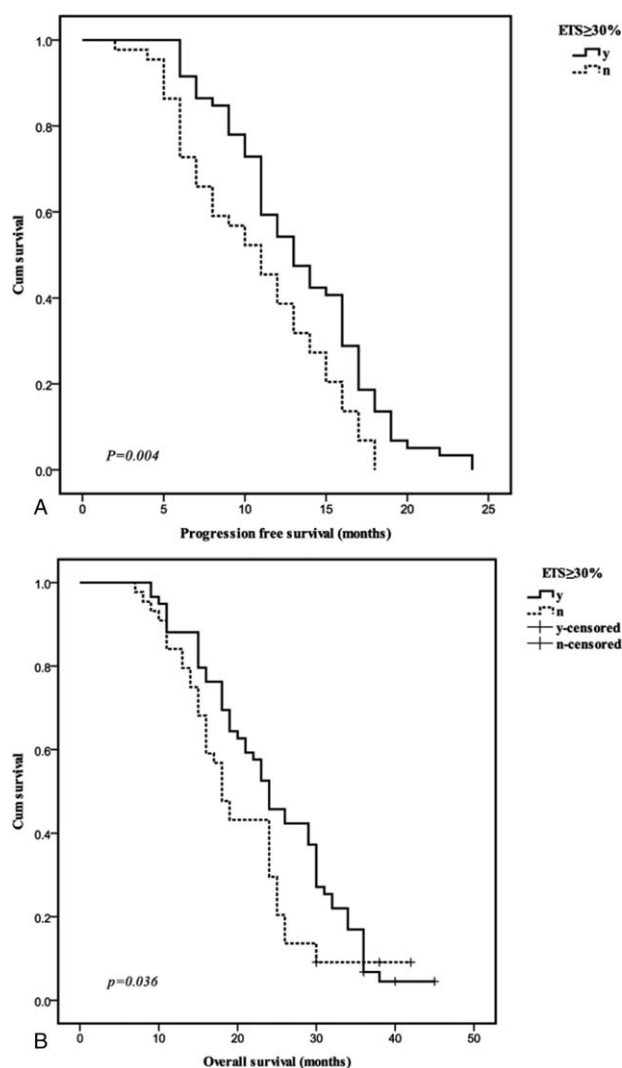 ETS≥30%
y
n
1.0
0.8
0.6
0.4
0.2
0.0
Cum survival
P=0.004
0 5 10 15 20 25
A
Progression free survival (months)
ETS≥30%
y
n
y-censored
n-censored
1.0
0.8
0.6
0.4
0.2
0.0
Cum survival
p=0.036
0 10 20 30 40 50
B
Overall survival (months)